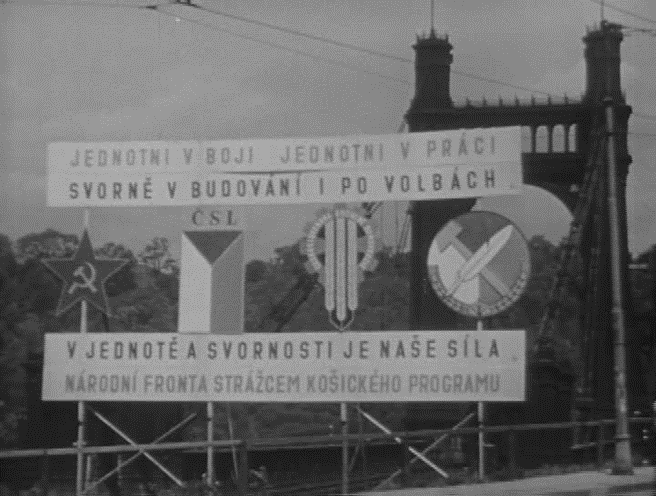 JEDNOTNI V BOJI JEDNOTNI V PRÁCI
SVORNĚ V BUDOVÁNÍ I PO VOLBÁCH
ČSL
V JEDNOTĚ A SVORNOSTI JE NAŠE SÍLA
NÁRODNÍ FRONTA STRÁŽCEM KOŠICKÉHO PROGRAMU